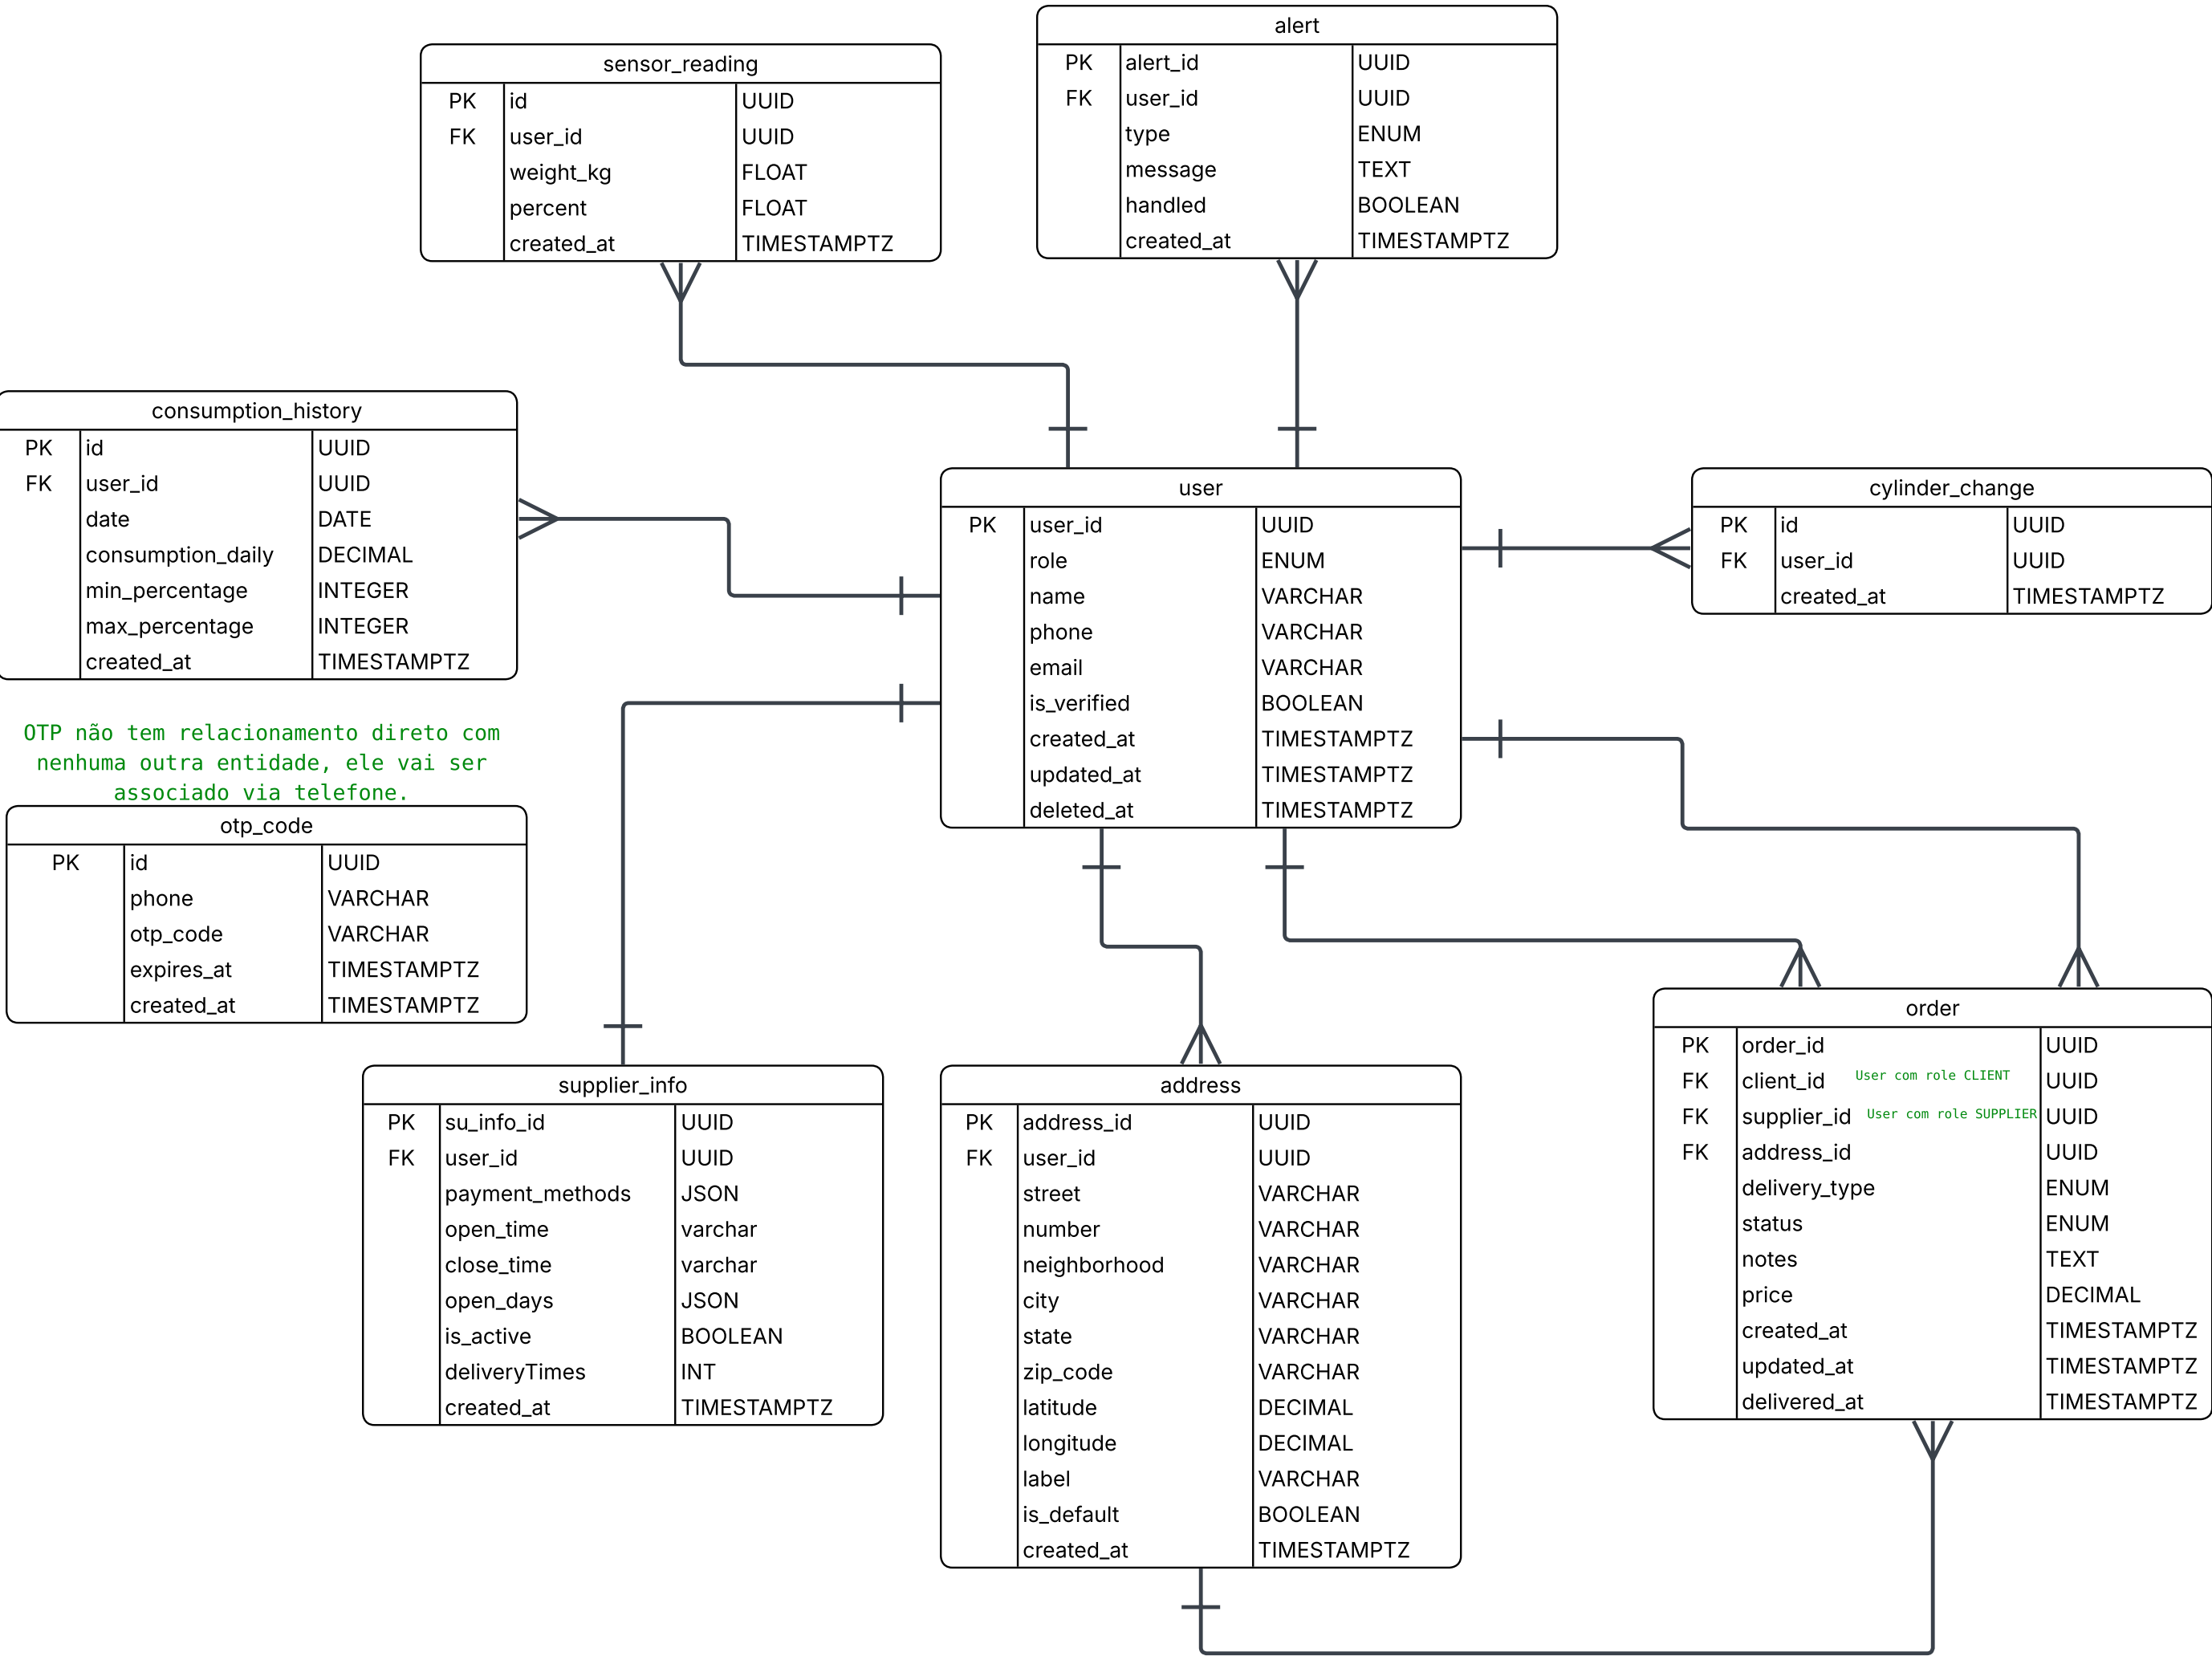 alert
PK alert_id UUID
FK user_id UUID
type ENUM
message TEXT
handled BOOLEAN
created_at TIMESTAMPTZ
sensor_reading
PK id UUID
FK user_id UUID
weight_kg FLOAT
percent FLOAT
created_at TIMESTAMPTZ
consumption_history
PK id UUID
FK user_id UUID
date DATE
consumption_daily DECIMAL
min_percentage INTEGER
max_percentage INTEGER
created_at TIMESTAMPTZ
user
PK user_id UUID
role ENUM
name VARCHAR
phone VARCHAR
email VARCHAR
is_verified BOOLEAN
created_at TIMESTAMPTZ
updated_at TIMESTAMPTZ
deleted_at TIMESTAMPTZ
cylinder_change
PK id UUID
FK user_id UUID
created_at TIMESTAMPTZ
OTP não tem relacionamento direto com
nenhuma outra entidade, ele vai ser
associado via telefone.
otp_code
PK id UUID
phone VARCHAR
otp_code VARCHAR
expires_at TIMESTAMPTZ
created_at TIMESTAMPTZ
supplier_info
PK su_info_id UUID
FK user_id UUID
payment_methods JSON
open_time varchar
close_time varchar
open_days JSON
is_active BOOLEAN
deliveryTimes INT
created_at TIMESTAMPTZ
address
PK address_id UUID
FK user_id UUID
street VARCHAR
number VARCHAR
neighborhood VARCHAR
city VARCHAR
state VARCHAR
zip_code VARCHAR
latitude DECIMAL
longitude DECIMAL
label VARCHAR
is_default BOOLEAN
created_at TIMESTAMPTZ
order
PK order_id UUID
FK client_id User com role CLIENT UUID
FK supplier_id User com role SUPPLIER UUID
FK address_id UUID
delivery_type ENUM
status ENUM
notes TEXT
price DECIMAL
created_at TIMESTAMPTZ
updated_at TIMESTAMPTZ
delivered_at TIMESTAMPTZ